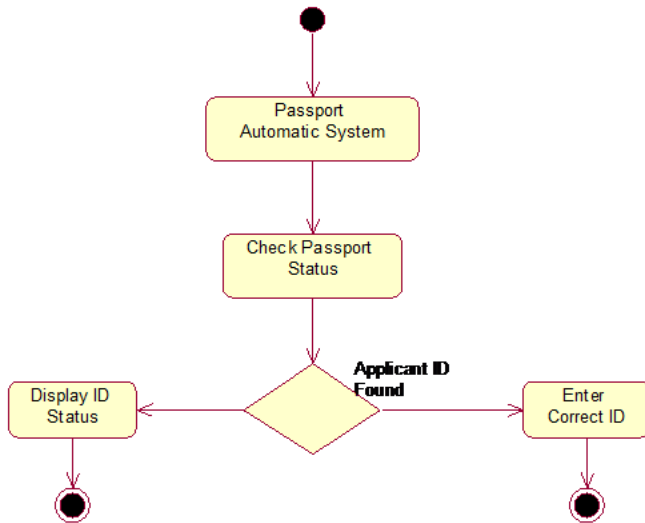 Passport
Automatic System
Check Passport
Status
Applicant ID
Found
Display ID
Status
Enter
Correct ID